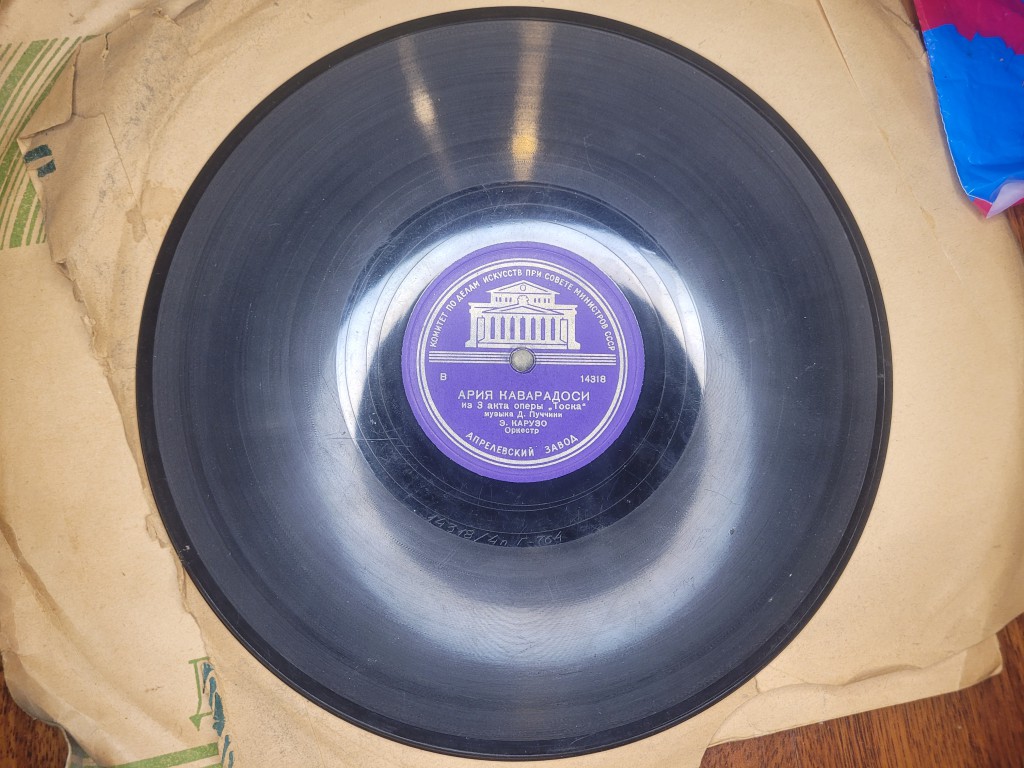 КОМИТЕТ ПО ДЕЛАМ ИСКУССТВ ПРИ СОВЕТЕ МИНИСТРОВ СССР
В 14318
АРИЯ КАВАРАДОСИ
из 3 акта оперы „Тоска“
музыка Д. Пуччини
Э. КАРУЗО
Оркестр
АПРЕЛЕВСКИЙ ЗАВОД